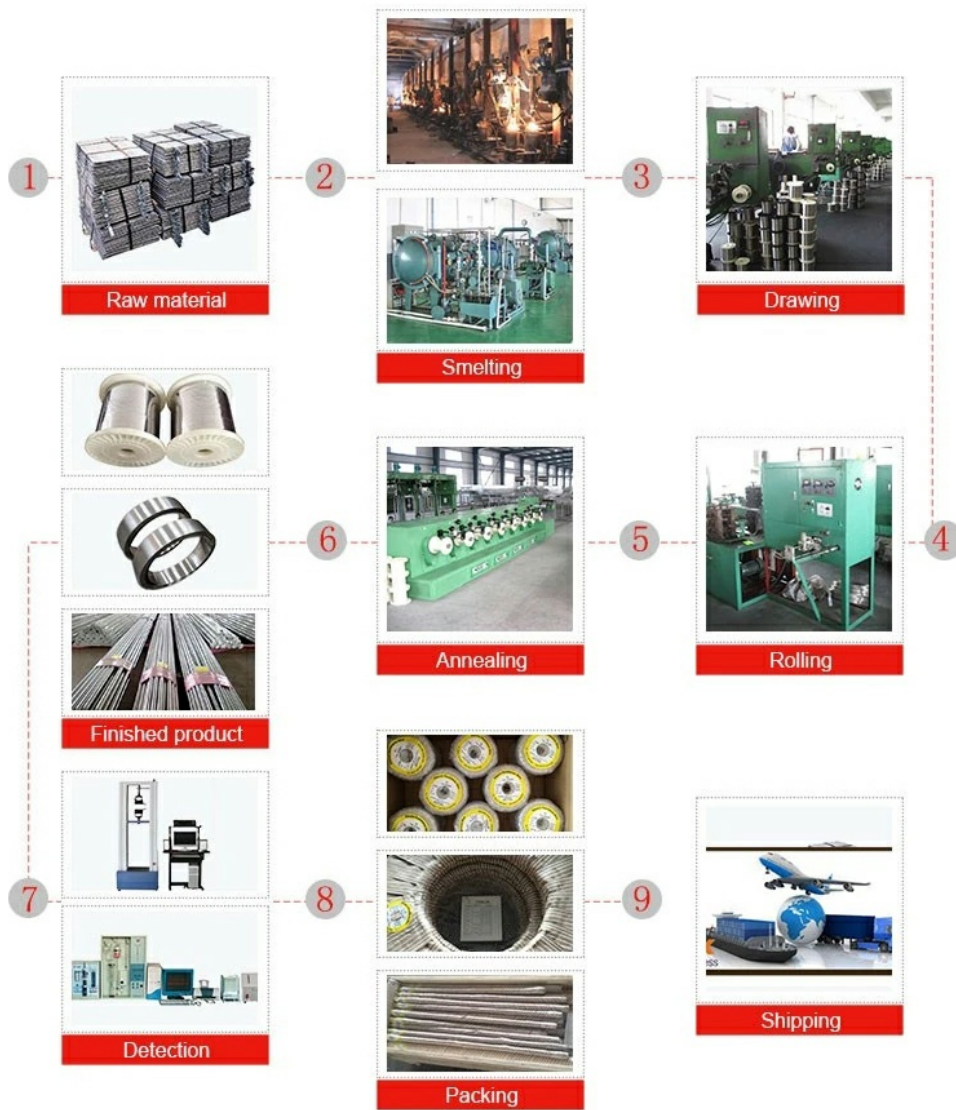 1
Raw material
2
Smelting
3
Drawing
4
Rolling
5
Annealing
6
Finished product
7
Detection
8
Packing
9
Shipping